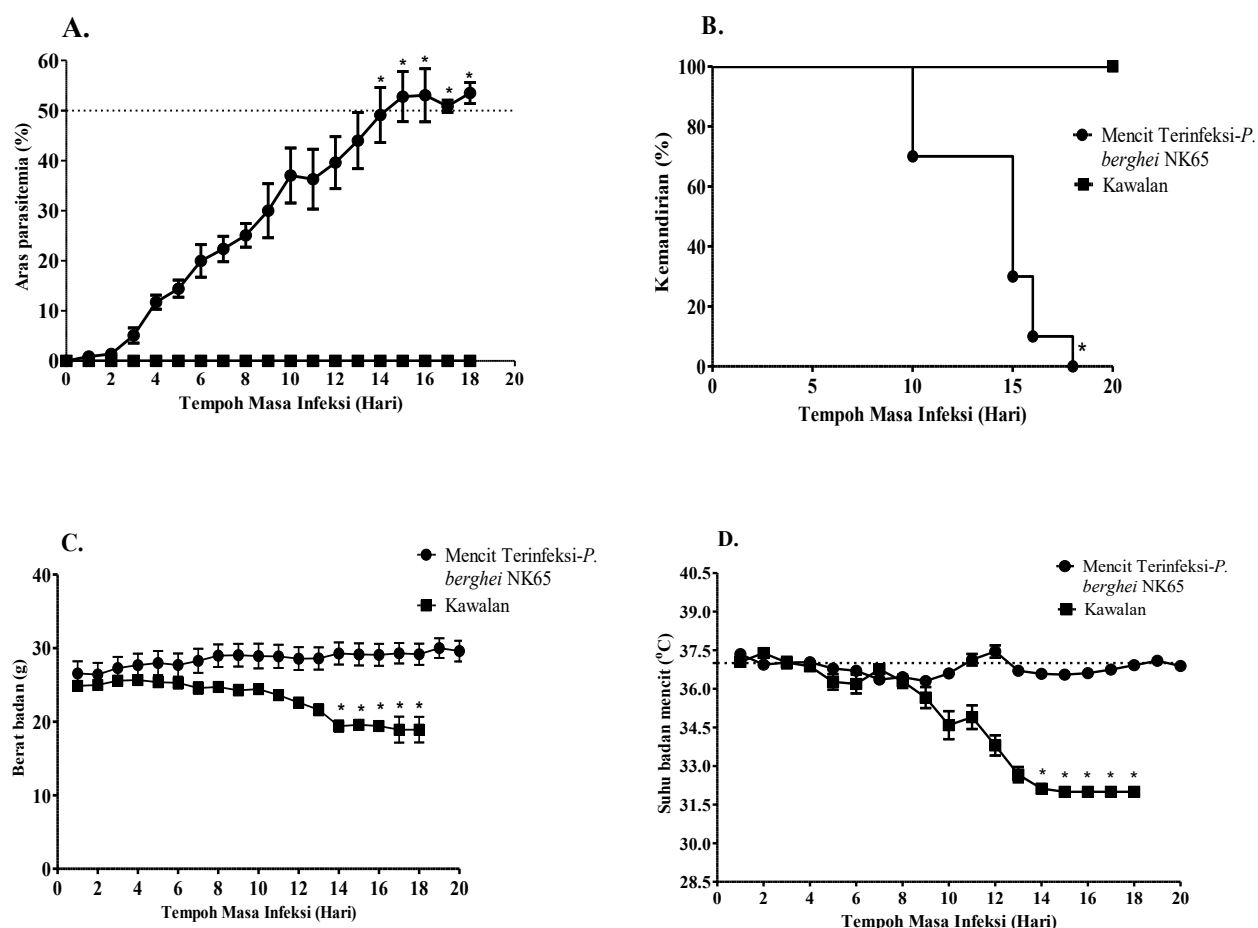 A.
60
50
40
30
20
10
0
Aras parasitemia (%)
* * * * *
0 2 4 6 8 10 12 14 16 18 20
Tempoh Masa Infeksi (Hari)
B.
100
80
60
40
20
0
Kemandirian (%)
*
0 5 10 15 20
Tempoh Masa Infeksi (Hari)
Mencit Terinfeksi-P.
berghei NK65
Kawalan
C.
Mencit Terinfeksi-P.
berghei NK65
Kawalan
40
30
20
10
0
Berat badan (g)
* * * * *
0 2 4 6 8 10 12 14 16 18 20
Tempoh Masa Infeksi (Hari)
D.
Mencit Terinfeksi-P.
berghei NK65
Kawalan
40.5
39.0
37.5
36.0
34.5
33.0
31.5
31.0
28.5
Suhu badan mencit (⁰C)
* * * * *
0 2 4 6 8 10 12 14 16 18 20
Tempoh Masa Infeksi (Hari)